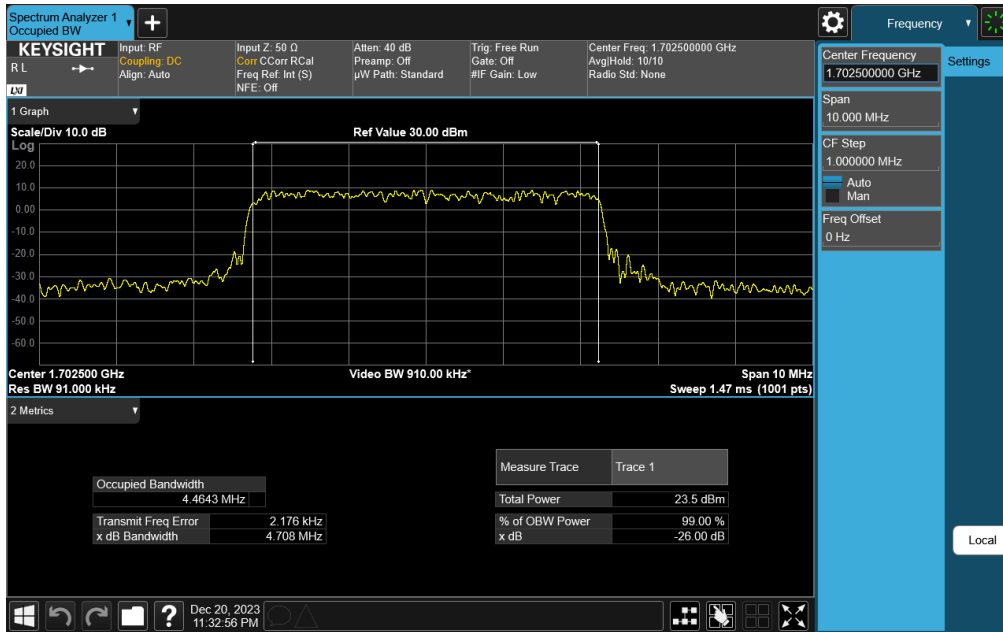 Spectrum Analyzer 1
Occupied BW
Frequency
KEYSIGHT
R L
LXI
Input: RF
Coupling: DC
Align: Auto
Input Z: 50 Ω
Corr CCorr RCal
Freq Ref: Int (S)
NFE: Off
Atten: 40 dB
Preamp: Off
µW Path: Standard
Trig: Free Run
Gate: Off
#IF Gain: Low
Center Freq: 1.702500000 GHz
Avg|Hold: 10/10
Radio Std: None
Center Frequency
1.702500000 GHz
Settings
Span
10.000 MHz
CF Step
1.000000 MHz
Auto
Man
Freq Offset
0 Hz
Local
1 Graph
Scale/Div 10.0 dB
Ref Value 30.00 dBm
Log
20.0
10.0
0.00
-10.0
-20.0
-30.0
-40.0
-50.0
-60.0
Center 1.702500 GHz
Video BW 910.00 kHz*
Span 10 MHz
Res BW 91.000 kHz
Sweep 1.47 ms (1001 pts)
2 Metrics
Occupied Bandwidth
4.4643 MHz
Transmit Freq Error 2.176 kHz
x dB Bandwidth 4.708 MHz
Measure Trace Trace 1
Total Power 23.5 dBm
% of OBW Power 99.00 %
x dB -26.00 dB
?
Dec 20, 2023
11:32:56 PM